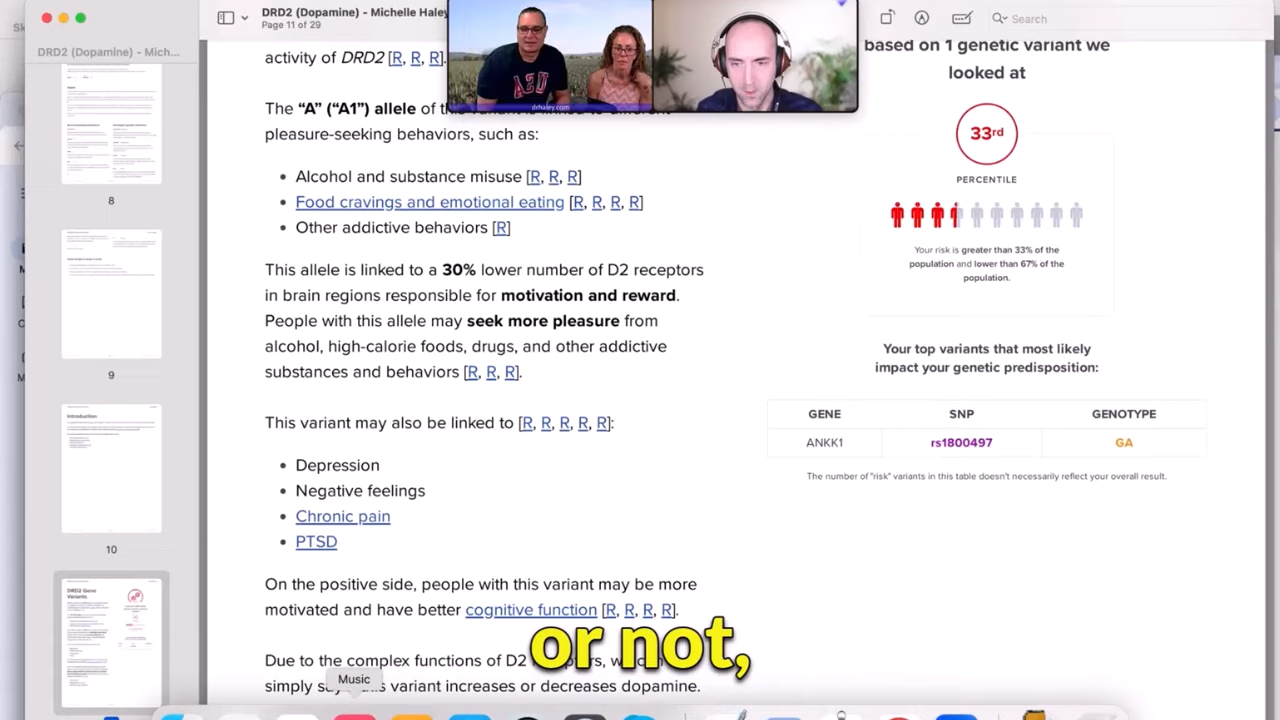 DRD2 (Dopamine) - Michelle Haley
Page 11 of 29
Search
DRD2 (Dopamine) - Mich...
8
9
Introduction
10
DRD2 Gene
Variants
drhaley.com
activity of DRD2 [R, R, R].
The “A” (“A1”) allele of
pleasure-seeking behaviors, such as:
• Alcohol and substance misuse [R, R, R]
• Food cravings and emotional eating [R, R, R, R]
• Other addictive behaviors [R]
This allele is linked to a 30% lower number of D2 receptors
in brain regions responsible for motivation and reward.
People with this allele may seek more pleasure from
alcohol, high-calorie foods, drugs, and other addictive
substances and behaviors [R, R, R].
This variant may also be linked to [R, R, R, R, R]:
• Depression
• Negative feelings
• Chronic pain
• PTSD
On the positive side, people with this variant may be more
motivated and have better cognitive function [R, R, R, R].
Due to the complex functions o
simply say variant increases or decreases dopamine.
or not,
Music
based on 1 genetic variant we
looked at
33rd
PERCENTILE
Your risk is greater than 33% of the
population and lower than 67% of the
population.
Your top variants that most likely
impact your genetic predisposition:
GENE SNP GENOTYPE
ANKK1 rs1800497 GA
The number of "risk" variants in this table doesn't necessarily reflect your overall result.